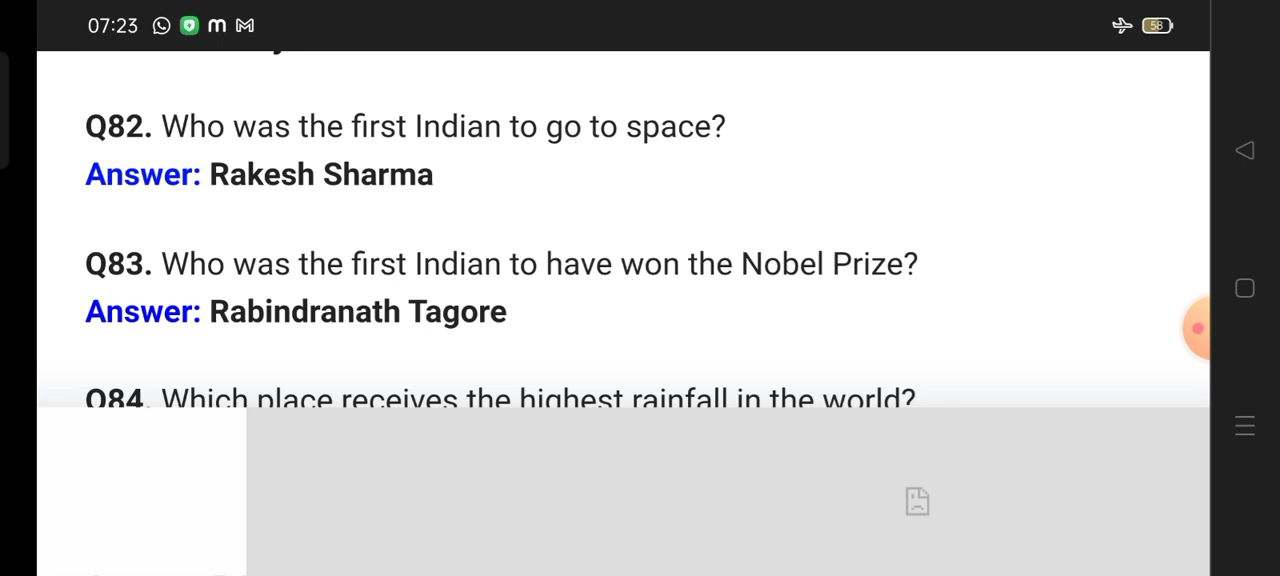 07:23
58
Q82. Who was the first Indian to go to space?
Answer: Rakesh Sharma
Q83. Who was the first Indian to have won the Nobel Prize?
Answer: Rabindranath Tagore
Q84. Which place receives the highest rainfall in the world?